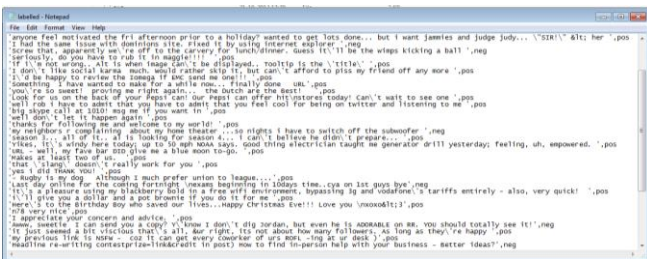 labelled - Notepad
File Edit Format View Help
'anyone feel motivated the fri afternoon prior to a holiday? wanted to get lots done... but i want jammies and judge judy... \"SIR!\" &lt; her ',pos
'I had the same issue with dominions site. Fixed it by using internet explorer ',neg
'Screw that, apparently we\'re off to the carvery for lunch/dinner. Guess it\'ll be the wimps kicking a ball ',neg
'seriously, do you have to rub it in maggie!!!! ',pos
'if i\'m not wrong.. Alt is when image can\'t be displayed.. Tooltip is the \'title\' ',pos
'I don\'t like social karma much, would rather skip it, but can\'t afford to piss my friend off any more ',pos
'I\'d be happy to review the iomega if EMC send me one!!! ',pos
'Something I have wanted to make for a while now... finally done URL ',pos
'you\'re so sweet! proving me right again... the Dutch are the Best! ',pos
'Look for us on the back of your Pepsi can! Our Pepsi can offer hit\nstores today! Can\'t wait to see one ',pos
'well rob i have to admit that you have to admit that you feel cool for being on twitter and listening to me ',pos
'big skype call at 1010! msg me if you want in ',pos
'well don\'t let it happen again ',pos
'thanks for following me and welcome to my world! ',pos
'my neighbors r complaining about my home theater ...so nights i have to switch off the subwoofer ',neg
'season 3... all of it.. al is looking for season 4... i can\'t believe he didn\'t prepare... ',pos
'Yikes, it\'s windy here today; up to 50 mph NOAA says. Good thing electrician taught me generator drill yesterday; feeling, uh, empowered. ',pos
'URL - Well, my fave bar DID give me a blue moon to-go. ',pos
'Makes at least two of us. ',pos
'that \'slang\' doesn\'t really work for you ',pos
'yes i did THANK YOU! ',pos
'- Rugby is my dog Although I much prefer union to league....',pos
'Last day online for the coming fortnight \nexams beginning in 10days time..cya on 1st guys bye',neg
'it\'s a pleasure using my blackberry bold in a free wifi environment, bypassing 3g and vodafone\'s tariffs entirely - also, very quick! ',pos
'i\'ll give you a dollar and a pot brownie if you do it for me ',pos
'Here\'s to the Birthday Boy who saved our lives...Happy Christmas Eve!!! Love you \nxoxo&lt;3',pos
'n78 very nice',pos
'I appreciate your concern and advice. ',pos
'Awww, sweetie I can send you a copy? Y\'know I don\'t dig Jordan, but even he is ADORABLE on RR. YOU should totally see it!',neg
'it just seemed a bit viscious that\'s all, &ur right, its not about how many followers. As long as they\'re happy ',pos
'my previous link is NSFW - coz it can get every coworker of urs ROFL -ing at ur desk )',pos
'Headline re-writing contestprize=link&credit in post) How to find in-person help with your business - Better ideas?',neg